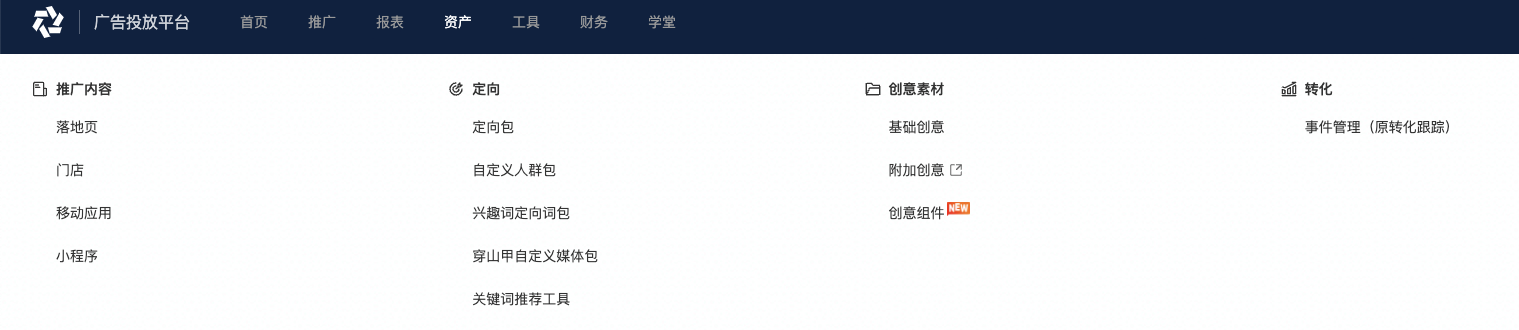 广告投放平台 首页 推广 报表 资产 工具 财务 学堂
推广内容
落地页
门店
移动应用
小程序
定向
定向包
自定义人群包
兴趣词定向词包
穿山甲自定义媒体包
关键词推荐工具
创意素材
基础创意
附加创意
创意组件 NEW
转化
事件管理（原转化跟踪）